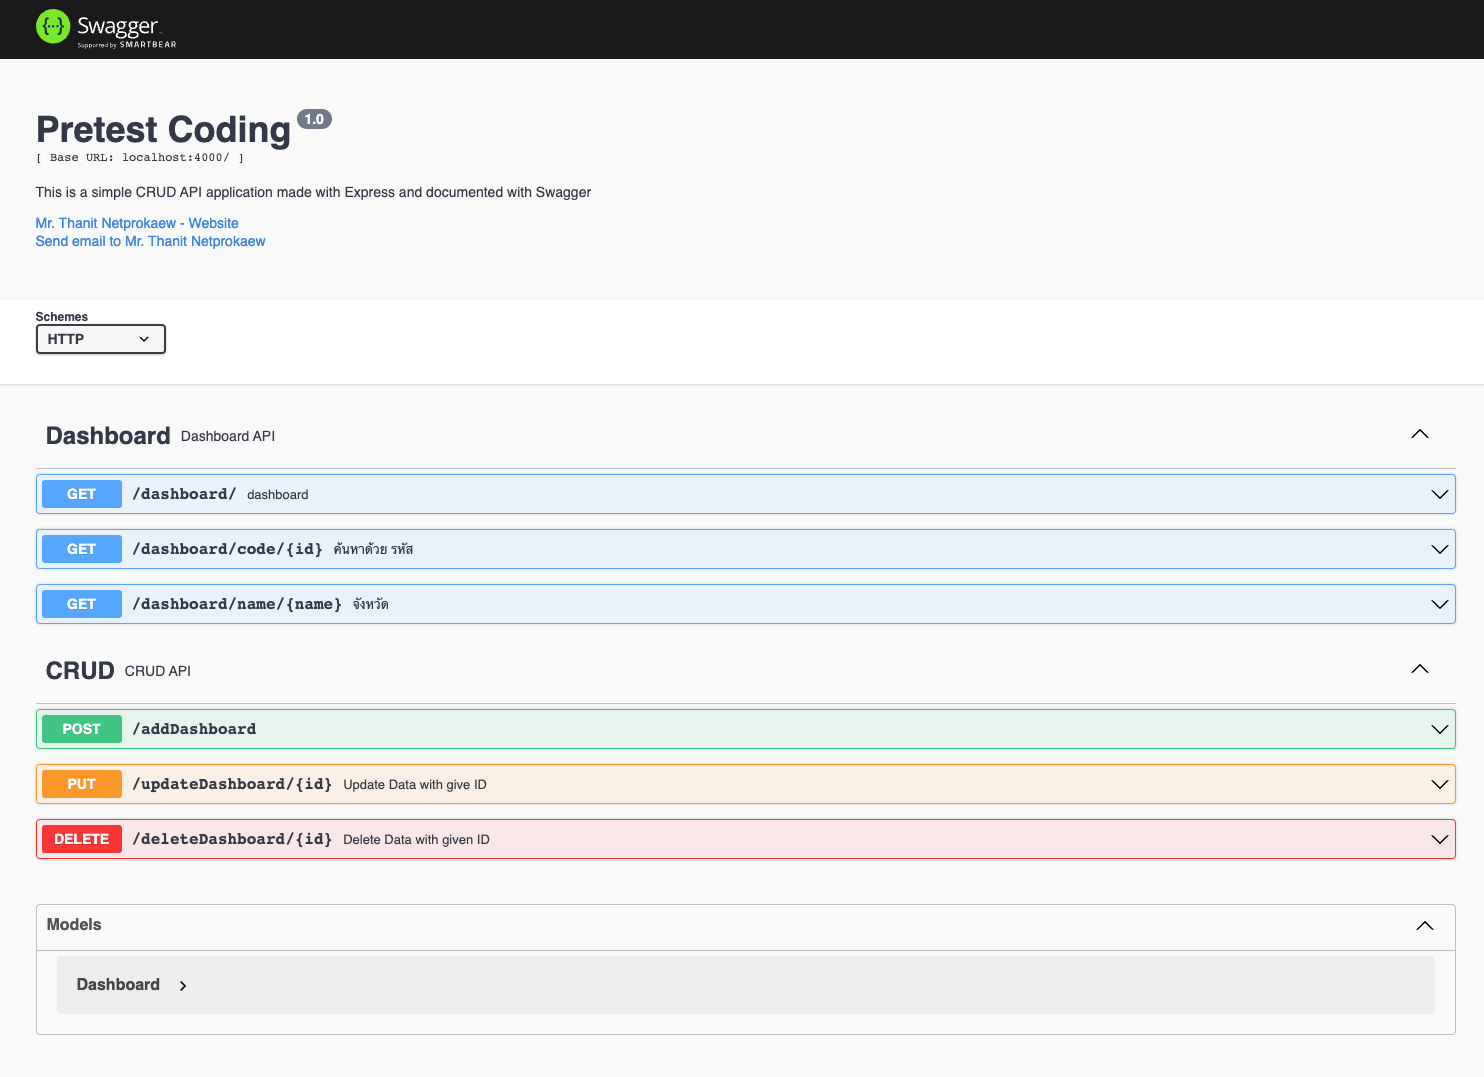 {···} Swagger
Supported by SMARTBEAR
Pretest Coding 1.0
[ Base URL: localhost:4000/ ]
This is a simple CRUD API application made with Express and documented with Swagger
Mr. Thanit Netprokaew - Website
Send email to Mr. Thanit Netprokaew
Schemes
HTTP
Dashboard Dashboard API
GET /dashboard/ dashboard
GET /dashboard/code/{id} ค้นหาด้วย รหัส
GET /dashboard/name/{name} จังหวัด
CRUD CRUD API
POST /addDashboard
PUT /updateDashboard/{id} Update Data with give ID
DELETE /deleteDashboard/{id} Delete Data with given ID
Models
Dashboard